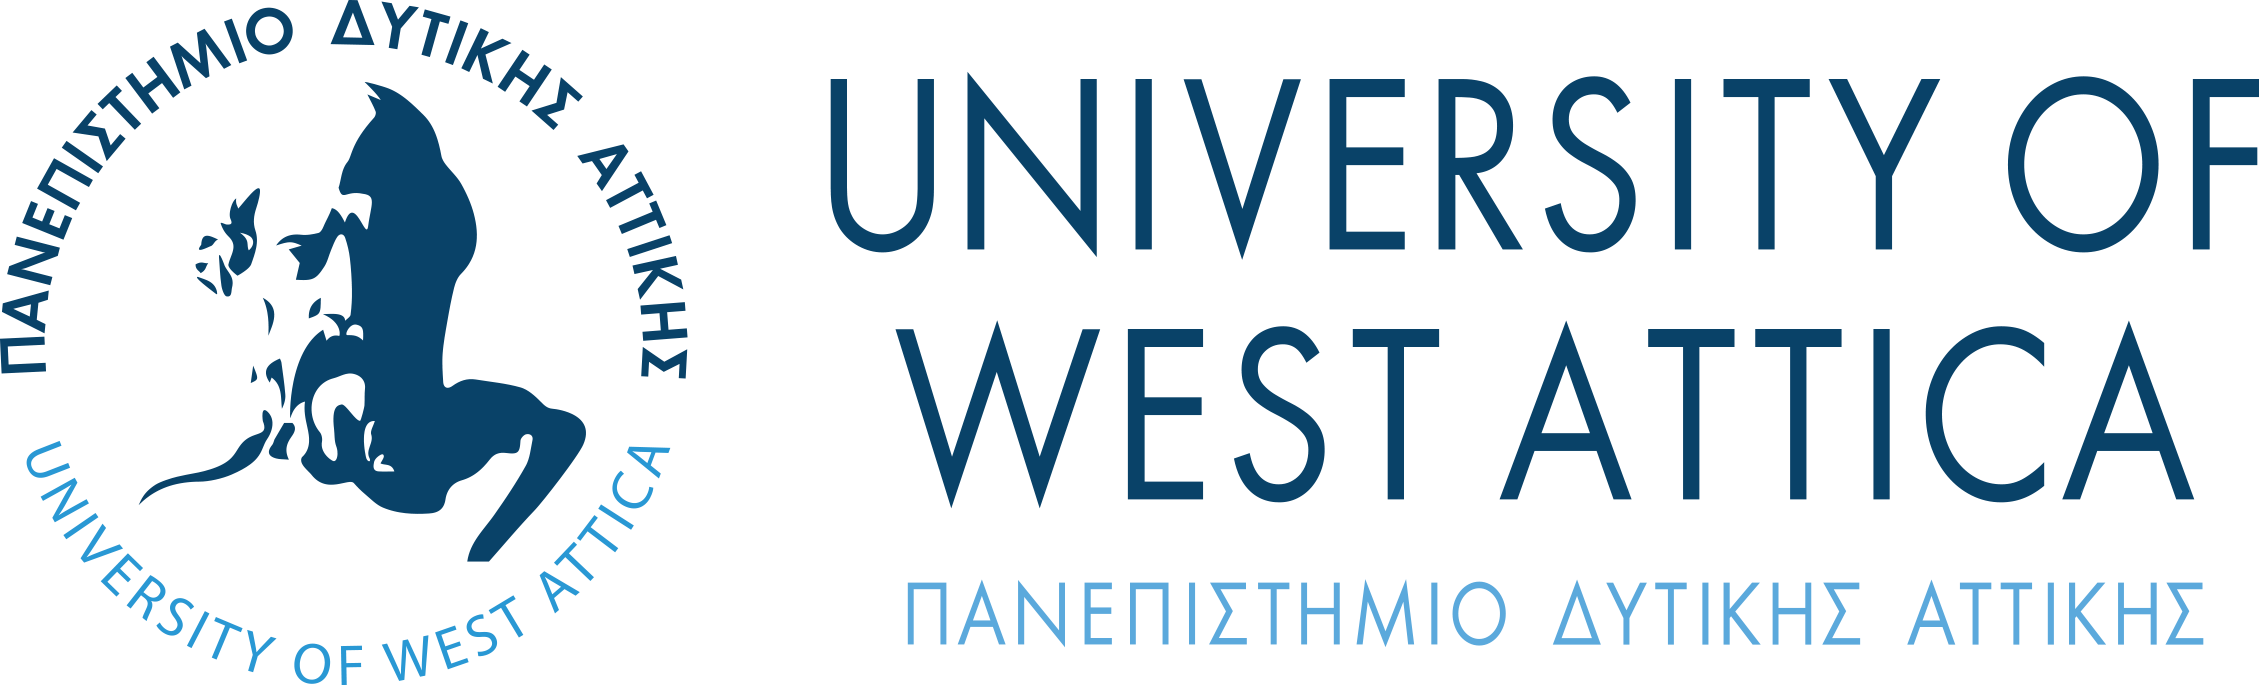 ΠΑΝΕΠΙΣΤΗΜΙΟ ΔΥΤΙΚΗΣ ΑΤΤΙΚΗΣ
UNIVERSITY OF WEST ATTICA
UNIVERSITY OF
WEST ATTICA
ΠΑΝΕΠΙΣΤΗΜΙΟ ΔΥΤΙΚΗΣ ΑΤΤΙΚΗΣ